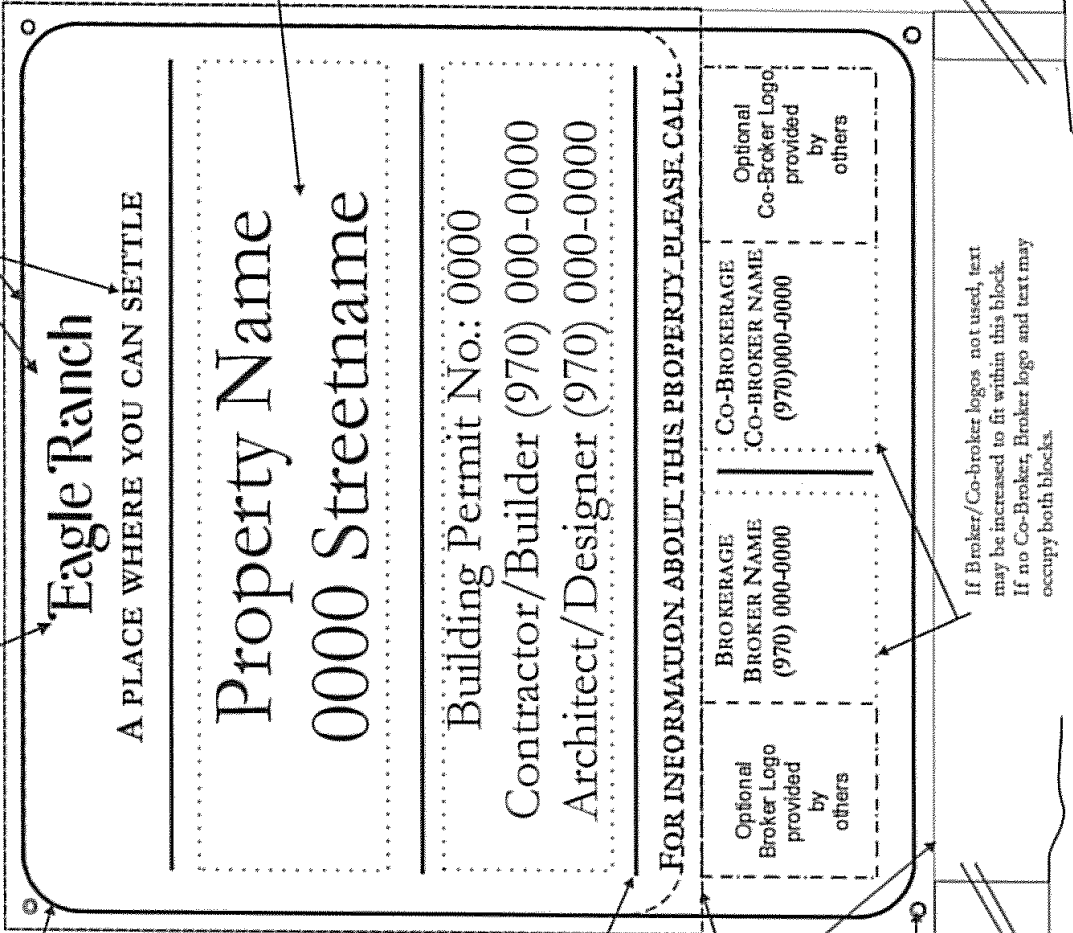 Eagle Ranch
A PLACE WHERE YOU CAN SETTLE
Property Name
0000 Streetname
Building Permit No.: 0000
Contractor/Builder (970) 000-0000
Architect/Designer (970) 000-0000
FOR INFORMATION ABOUT THIS PROPERTY PLEASE CALL:
Optional
Broker Logo
provided
by
others
BROKERAGE
BROKER NAME
(970) 000-0000
CO-BROKERAGE
CO-BROKER NAME
(970)000-0000
Optional
Co-Broker Logo
provided
by
others
If Broker/Co-broker logos not used, text
may be increased to fit within this block.
If no Co-Broker, Broker logo and text may
occupy both blocks.